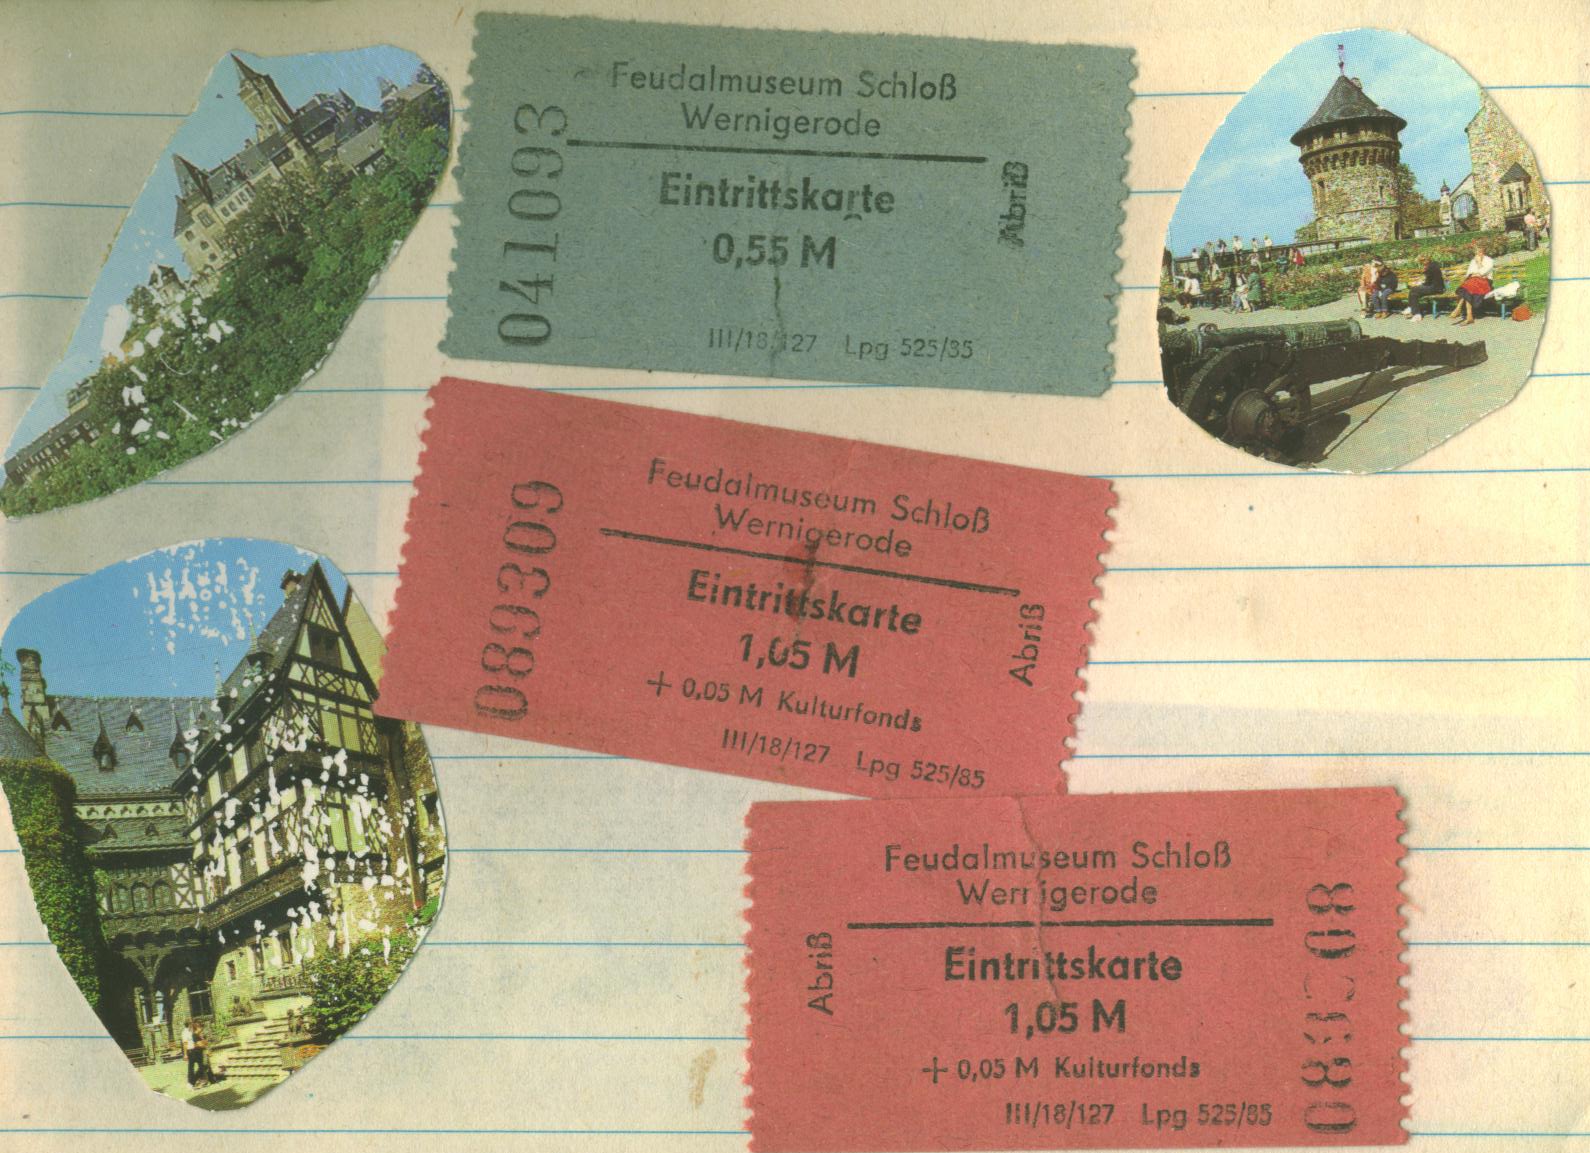 Feudalmuseum Schloß
Wernigerode
Eintrittskarte
0,55 M
III/18/127 Lpg 525/85
041093
Abriß
Feudalmuseum Schloß
Wernigerode
Eintrittskarte
1,05 M
+ 0,05 M Kulturfonds
III/18/127 Lpg 525/85
089309
Abriß
Feudalmuseum Schloß
Wernigerode
Eintrittskarte
1,05 M
+ 0,05 M Kulturfonds
III/18/127 Lpg 525/85
Abriß